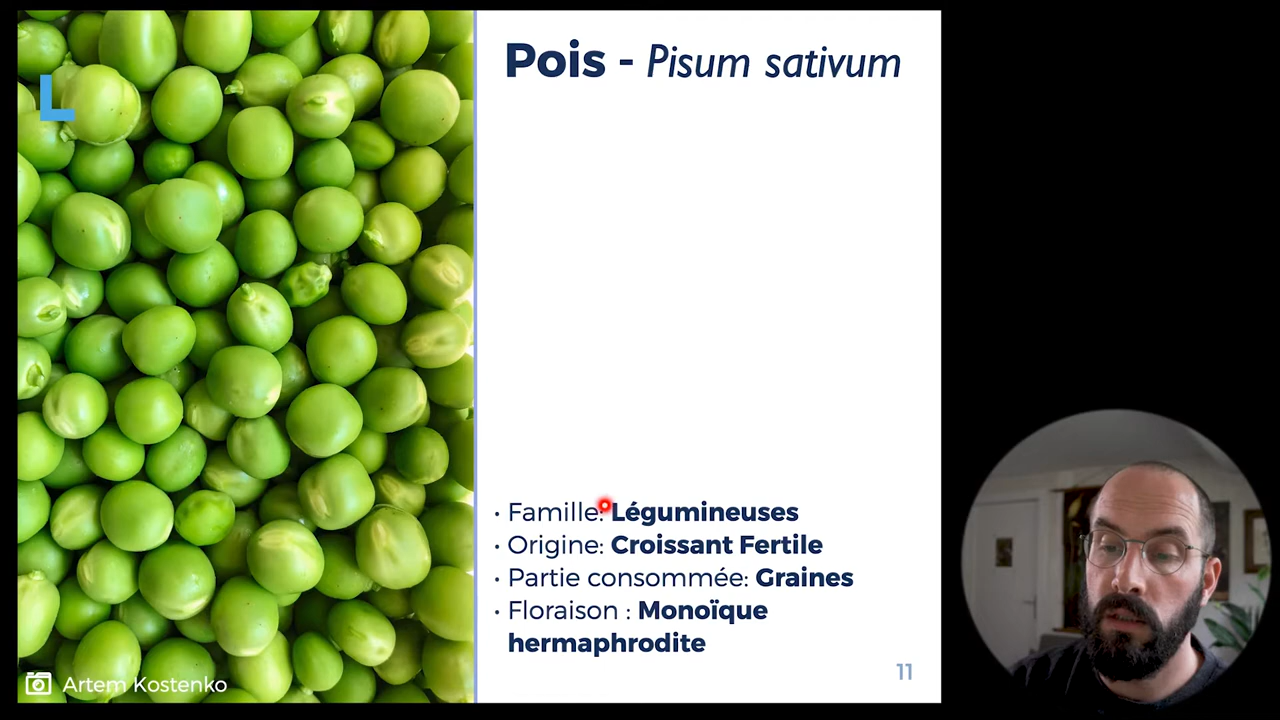 L
Pois - Pisum sativum
• Famille: Légumineuses
• Origine: Croissant Fertile
• Partie consommée: Graines
• Floraison : Monoïque
hermaphrodite
Artem Kostenko
11